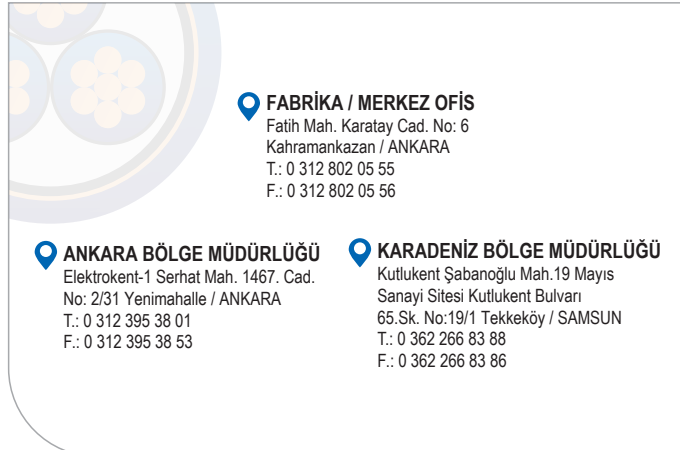 FABRİKA / MERKEZ OFİS
Fatih Mah. Karatay Cad. No: 6
Kahramankazan / ANKARA
T.: 0 312 802 05 55
F.: 0 312 802 05 56
ANKARA BÖLGE MÜDÜRLÜĞÜ
Elektrokent-1 Serhat Mah. 1467. Cad.
No: 2/31 Yenimahalle / ANKARA
T.: 0 312 395 38 01
F.: 0 312 395 38 53
KARADENİZ BÖLGE MÜDÜRLÜĞÜ
Kutlukent Şabanoğlu Mah.19 Mayıs
Sanayi Sitesi Kutlukent Bulvarı
65.Sk. No:19/1 Tekkeköy / SAMSUN
T.: 0 362 266 83 88
F.: 0 362 266 83 86